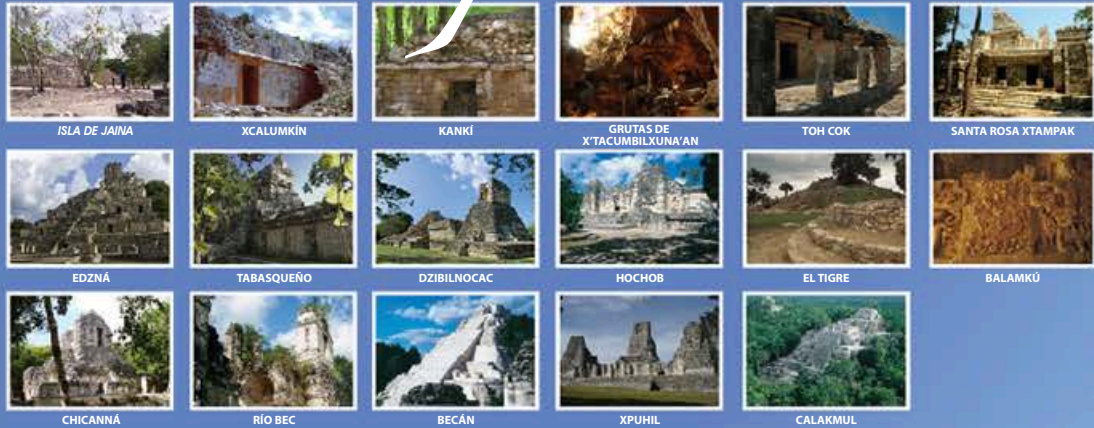 ISLA DE JAINA
XCALUMKÍN
KANKÍ
GRUTAS DE
X'TACUMBILXUNA'AN
TOH COK
SANTA ROSA XTAMPAK
EDZNÁ
TABASQUEÑO
DZIBILNOCAC
HOCHOB
EL TIGRE
BALAMKÚ
CHICANNÁ
RÍO BEC
BECÁN
XPUHIL
CALAKMUL